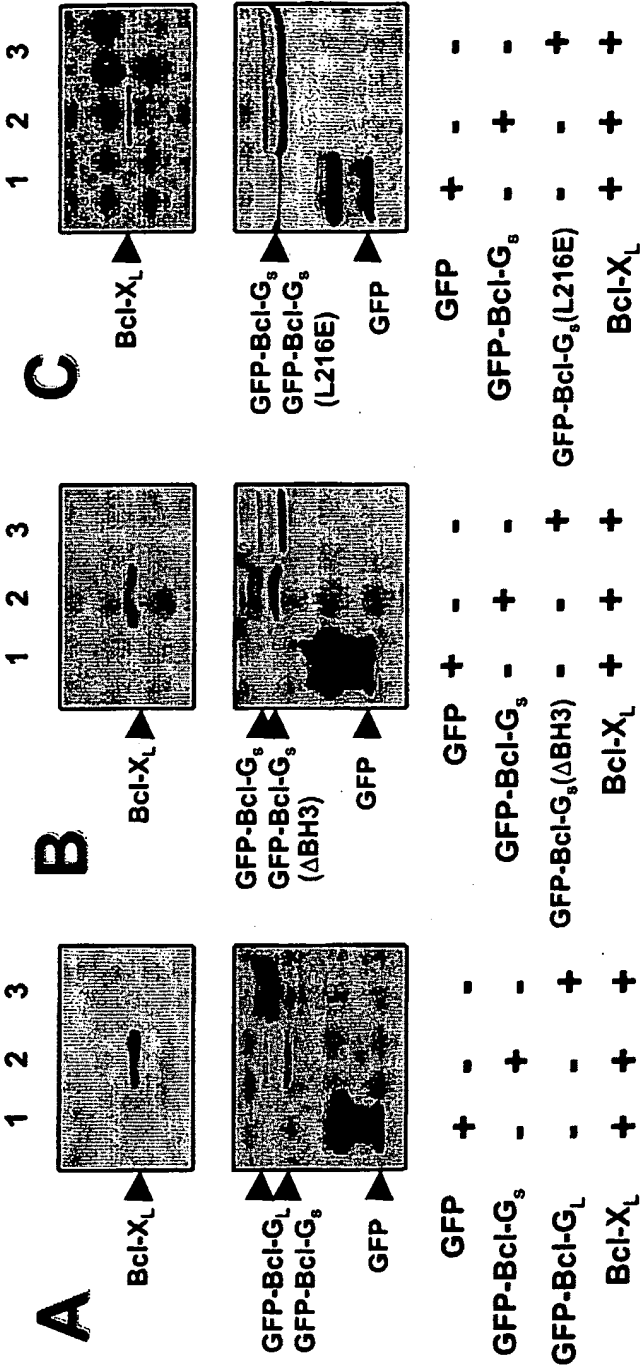 A
1 2 3
Bcl-XL
GFP-Bcl-GL
GFP-Bcl-Gs
GFP
GFP + - -
GFP-Bcl-Gs - + -
GFP-Bcl-GL - - +
Bcl-XL + + +
B
1 2 3
Bcl-XL
GFP-Bcl-Gs
GFP-Bcl-Gs
(ΔBH3)
GFP
GFP + - -
GFP-Bcl-Gs - + -
GFP-Bcl-Gs(ΔBH3) - - +
Bcl-XL + + +
C
1 2 3
Bcl-XL
GFP-Bcl-Gs
GFP-Bcl-Gs
(L216E)
GFP
GFP + - -
GFP-Bcl-Gs - + -
GFP-Bcl-Gs(L216E) - - +
Bcl-XL + + +